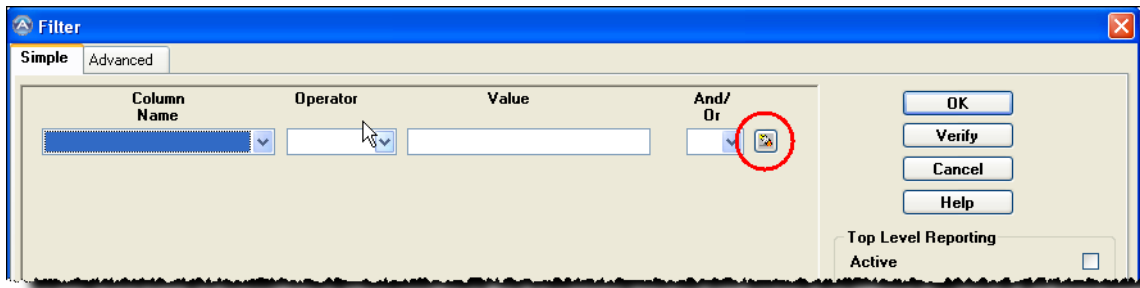 Filter
Simple
Advanced
Column
Name
Operator
Value
And/
Or
OK
Verify
Cancel
Help
Top Level Reporting
Active